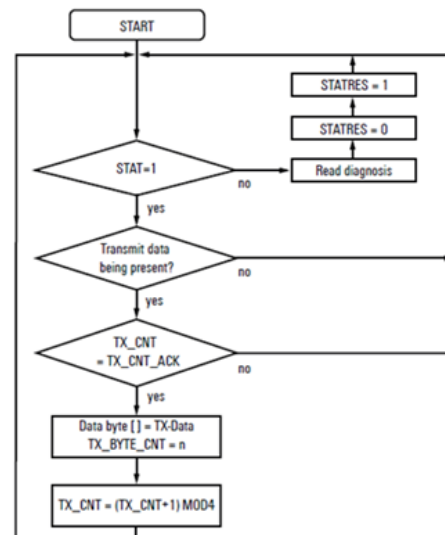 START
STATRES = 1
STATRES = 0
STAT=1
no
Read diagnosis
yes
Transmit data
being present?
no
yes
TX_CNT
= TX_CNT_ACK
no
yes
Data byte [ ] = TX-Data
TX_BYTE_CNT = n
TX_CNT = (TX_CNT+1) MOD4